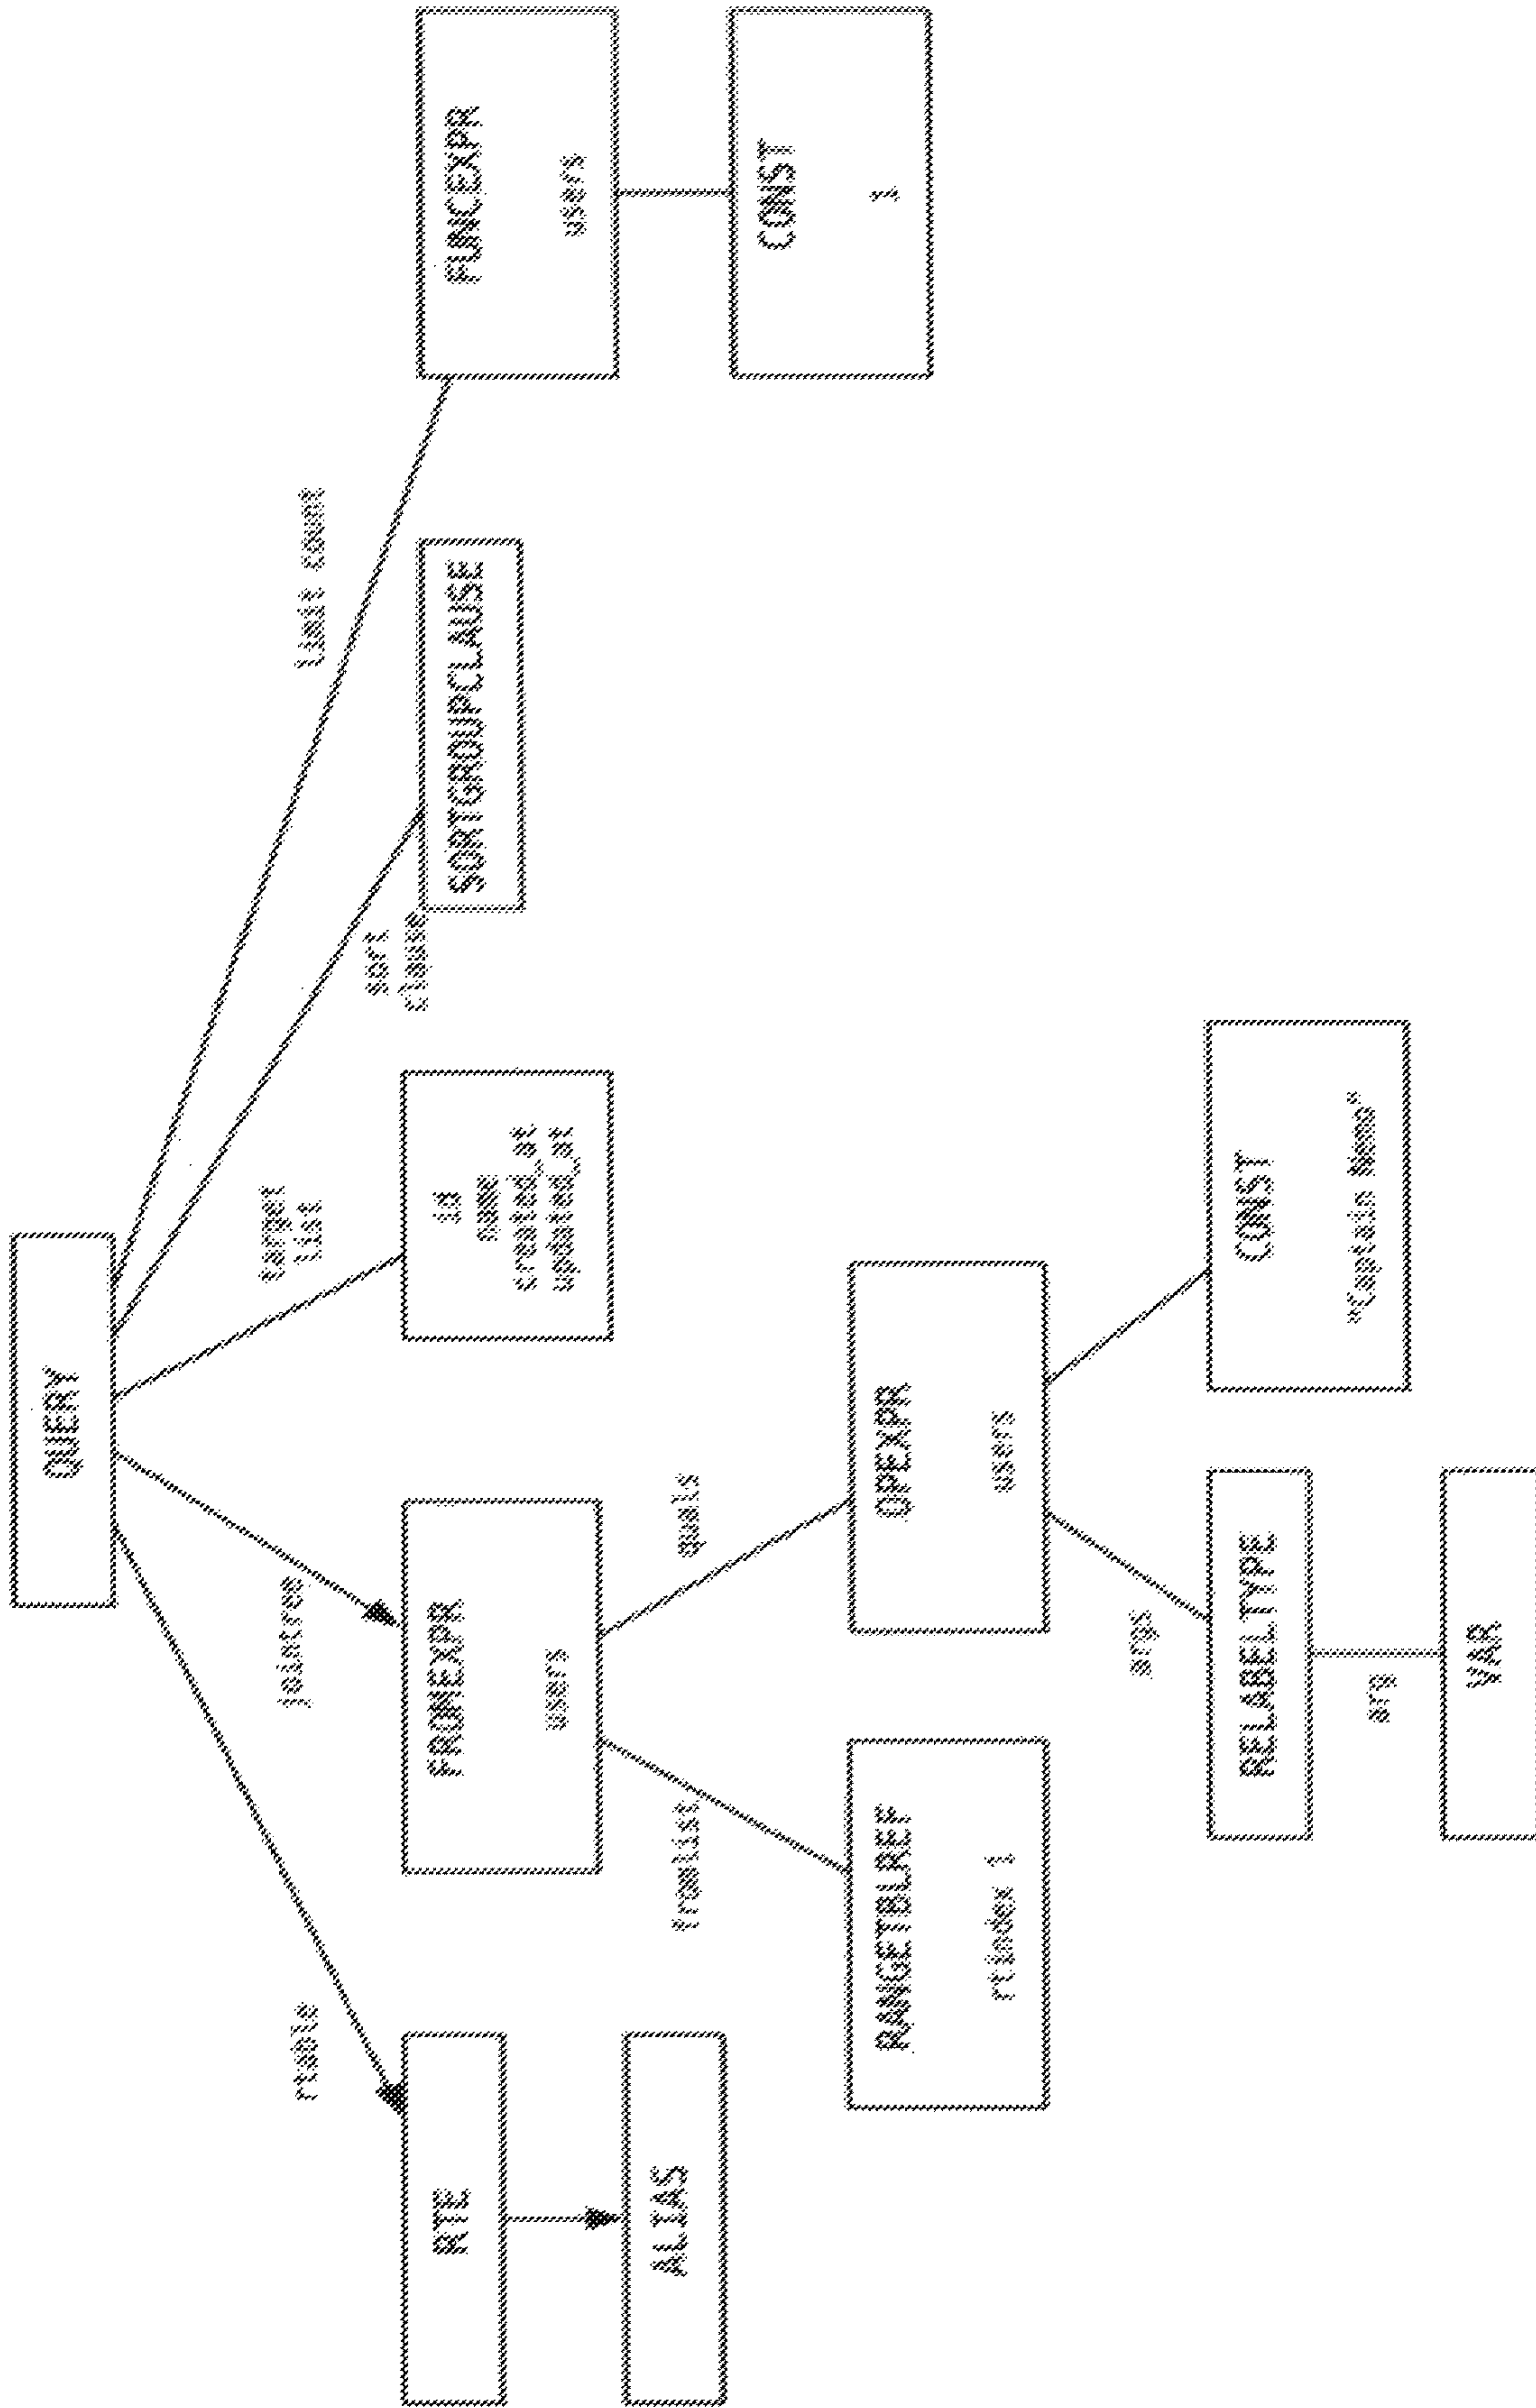 QUERY
rtable
jointree
target
list
sort
clause
limit count
RTE
ALIAS
FROMEXPR
users
id
name
created_at
updated_at
SORTGROUPCLAUSE
FUNCEXPR
users
CONST
1
fromlist
quals
RANGETBLREF
rtindex 1
OPEXPR
users
args
RELABELTYPE
CONST
"Captain Nemo"
arg
VAR